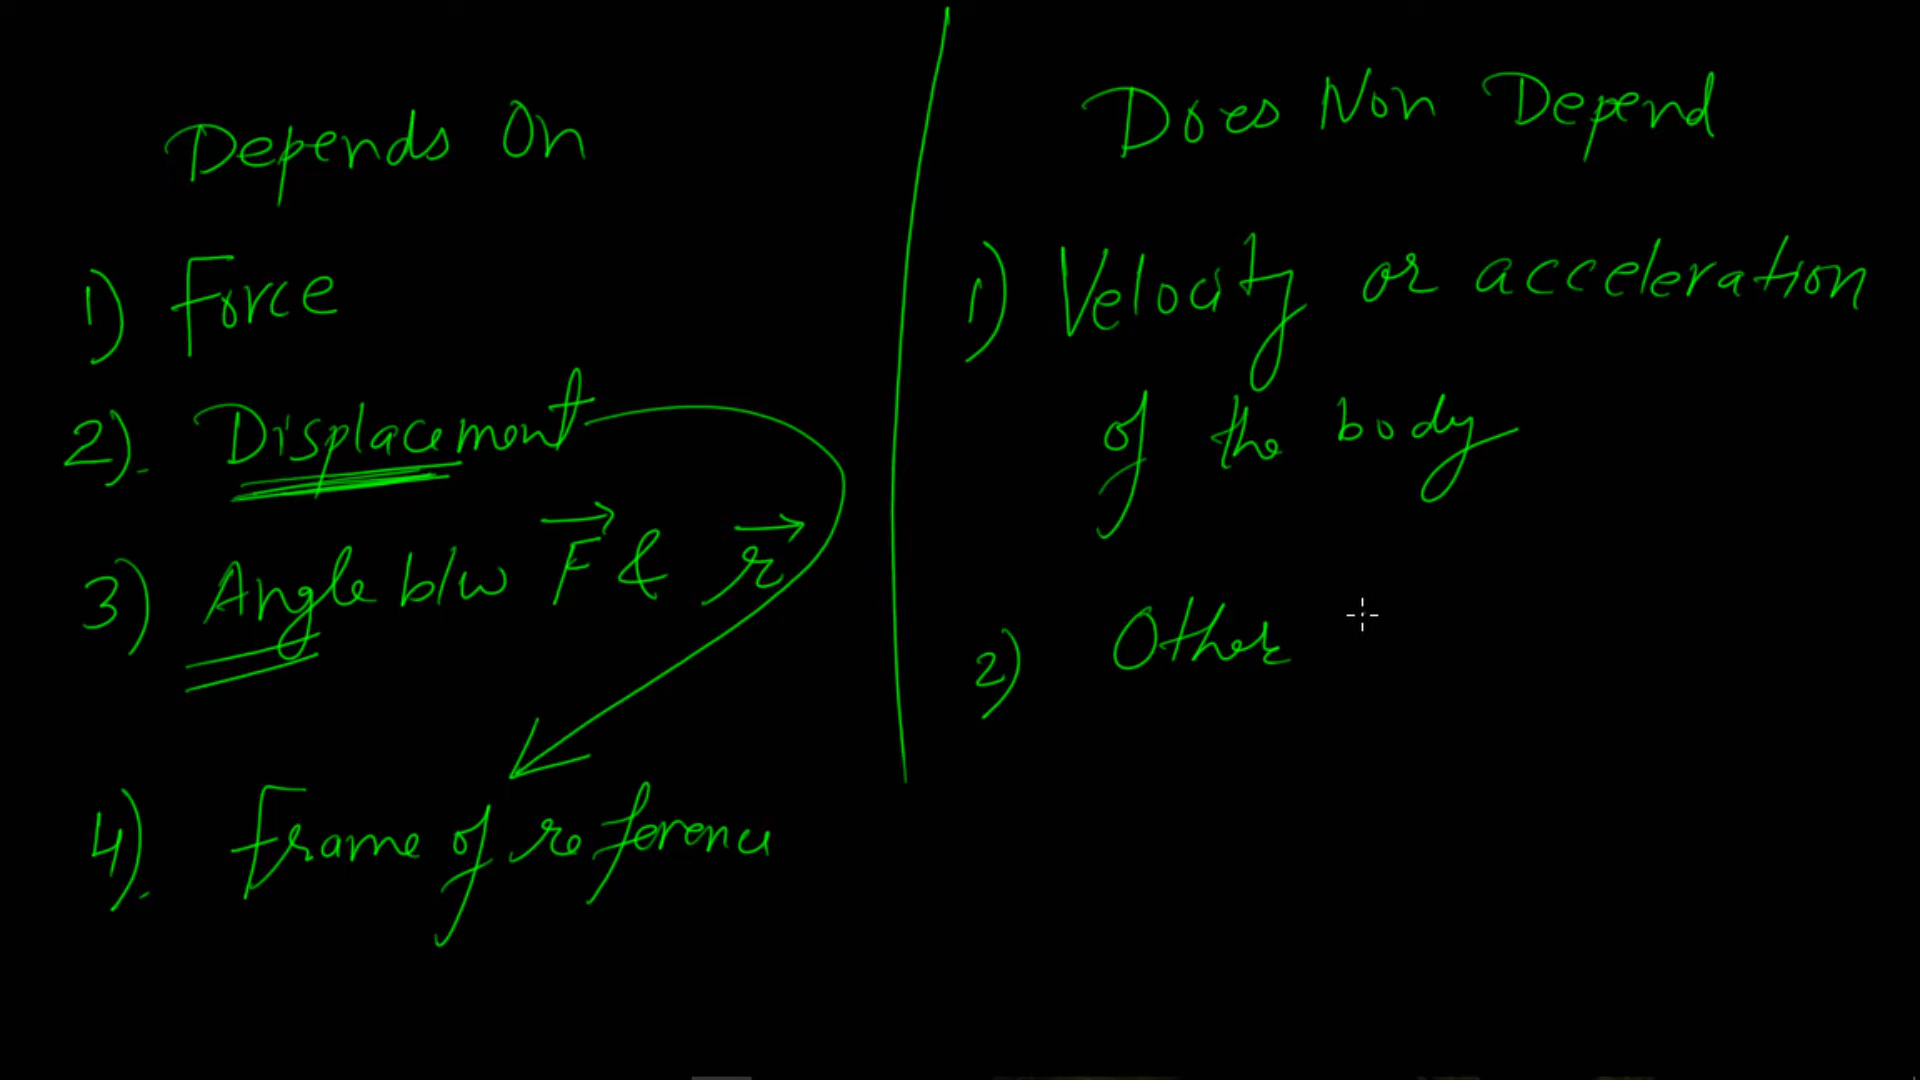 Depends On
1) Force
2). Displacement
3) Angle b/w F & r
4). Frame of reference
Does Non Depend
1) Velocity or acceleration
of the body
2) Other